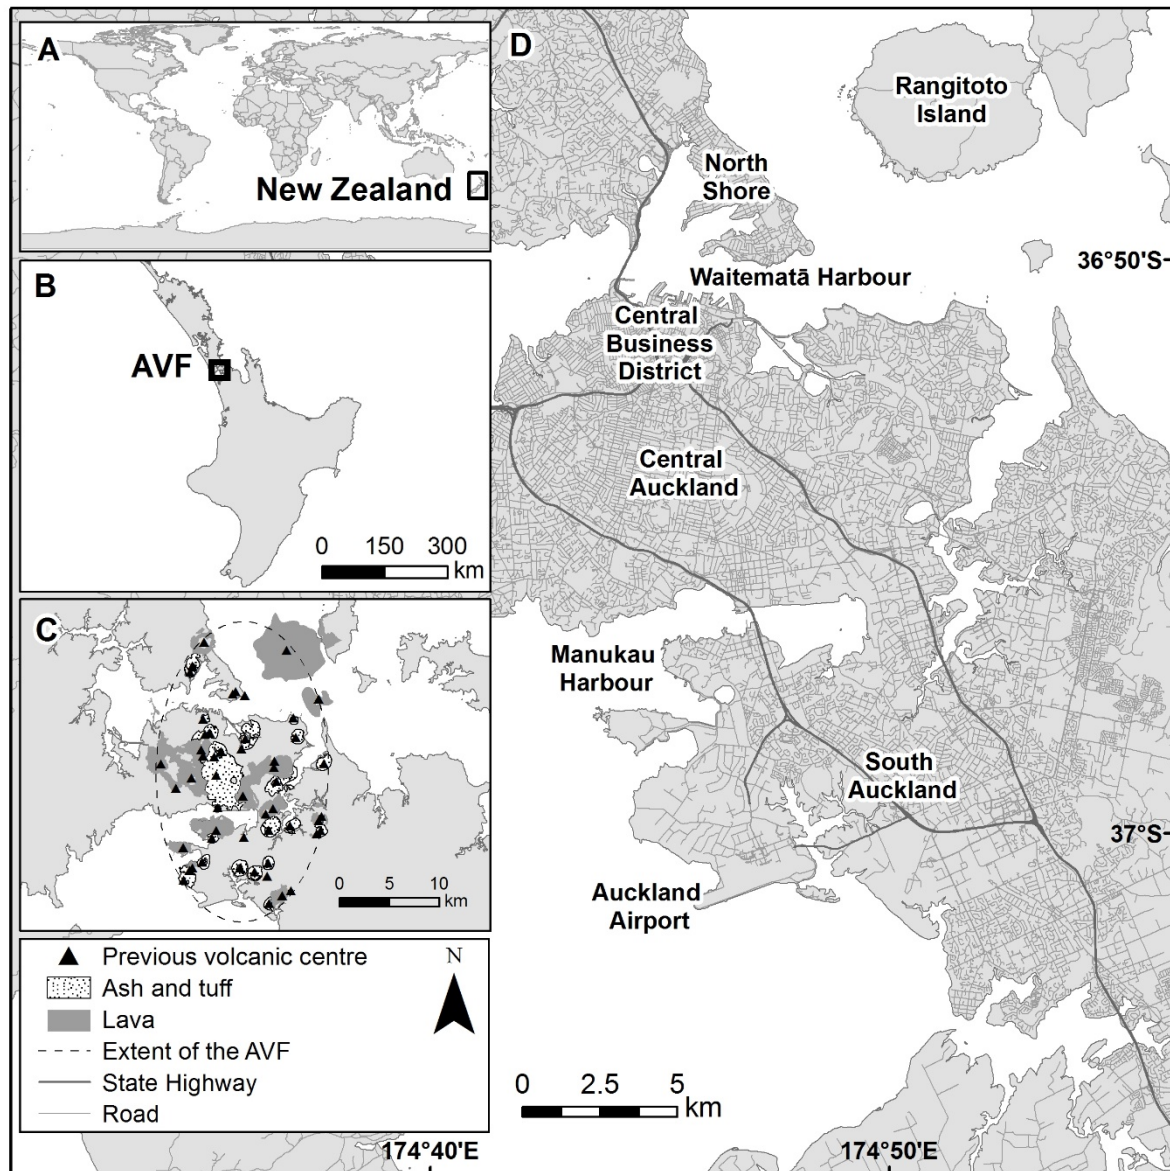 A
New Zealand
B
AVF
0 150 300
km
C
0 5 10
km
Previous volcanic centre
Ash and tuff
Lava
Extent of the AVF
State Highway
Road
N
D
Rangitoto
Island
North
Shore
36°50'S
Waitematā Harbour
Central
Business
District
Central
Auckland
Manukau
Harbour
South
Auckland
37°S
Auckland
Airport
0 2.5 5
km
174°40'E
174°50'E